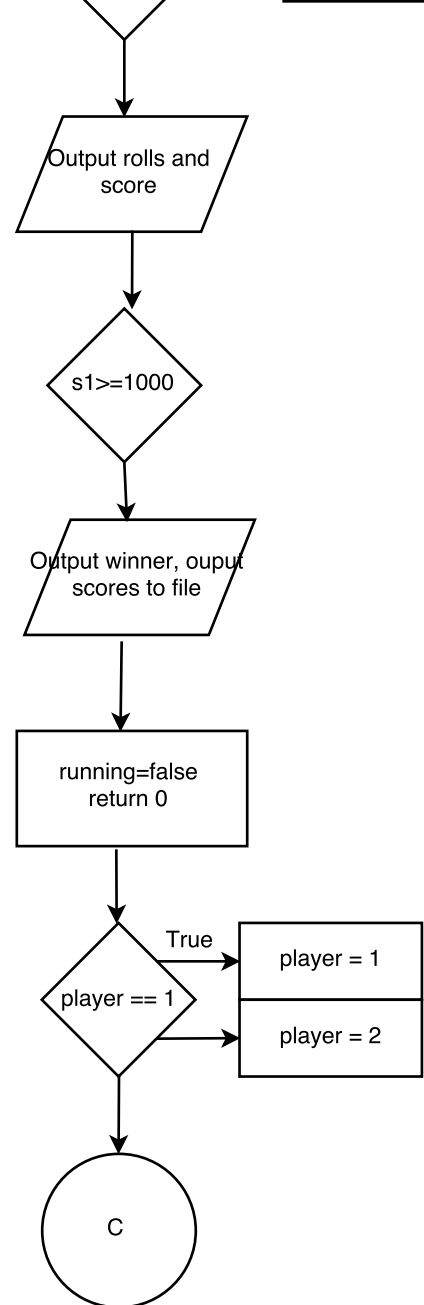 Output rolls and
score
s1>=1000
Output winner, ouput
scores to file
running=false
return 0
True
player = 1
player == 1
player = 2
C